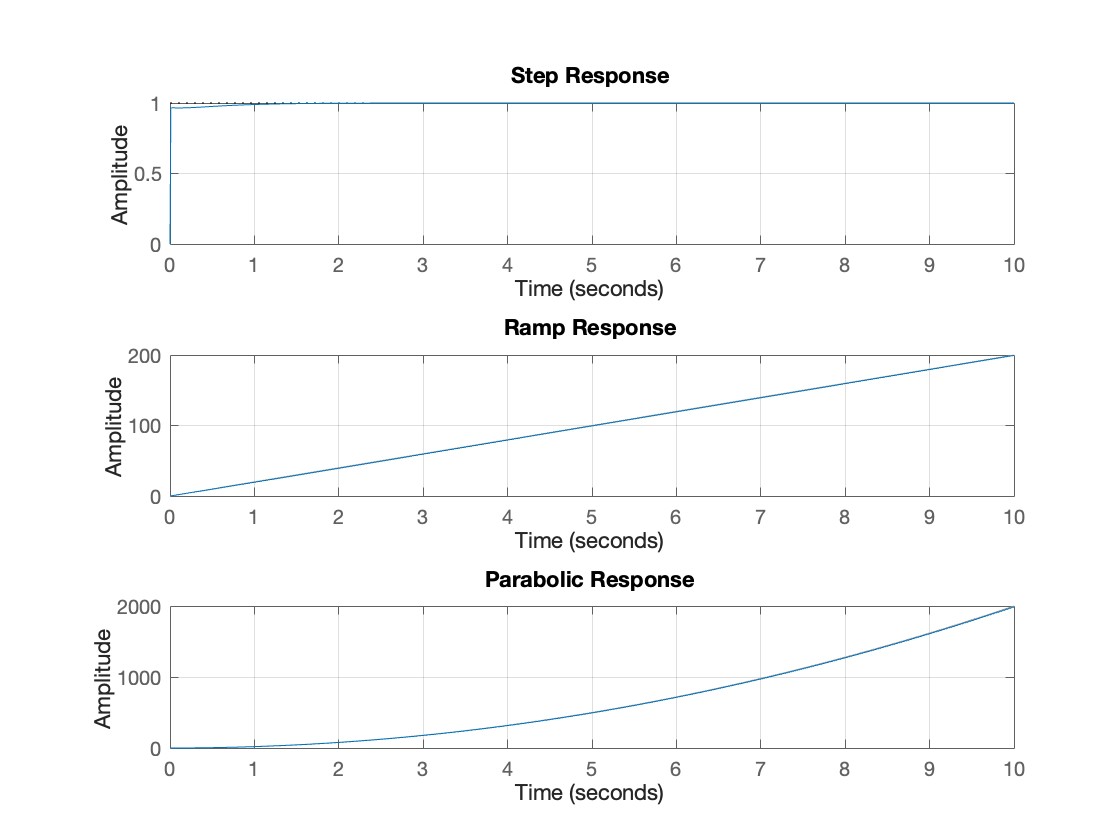 Step Response
Amplitude
1
0.5
0
0 1 2 3 4 5 6 7 8 9 10
Time (seconds)
Ramp Response
Amplitude
200
100
0
0 1 2 3 4 5 6 7 8 9 10
Time (seconds)
Parabolic Response
Amplitude
2000
1000
0
0 1 2 3 4 5 6 7 8 9 10
Time (seconds)